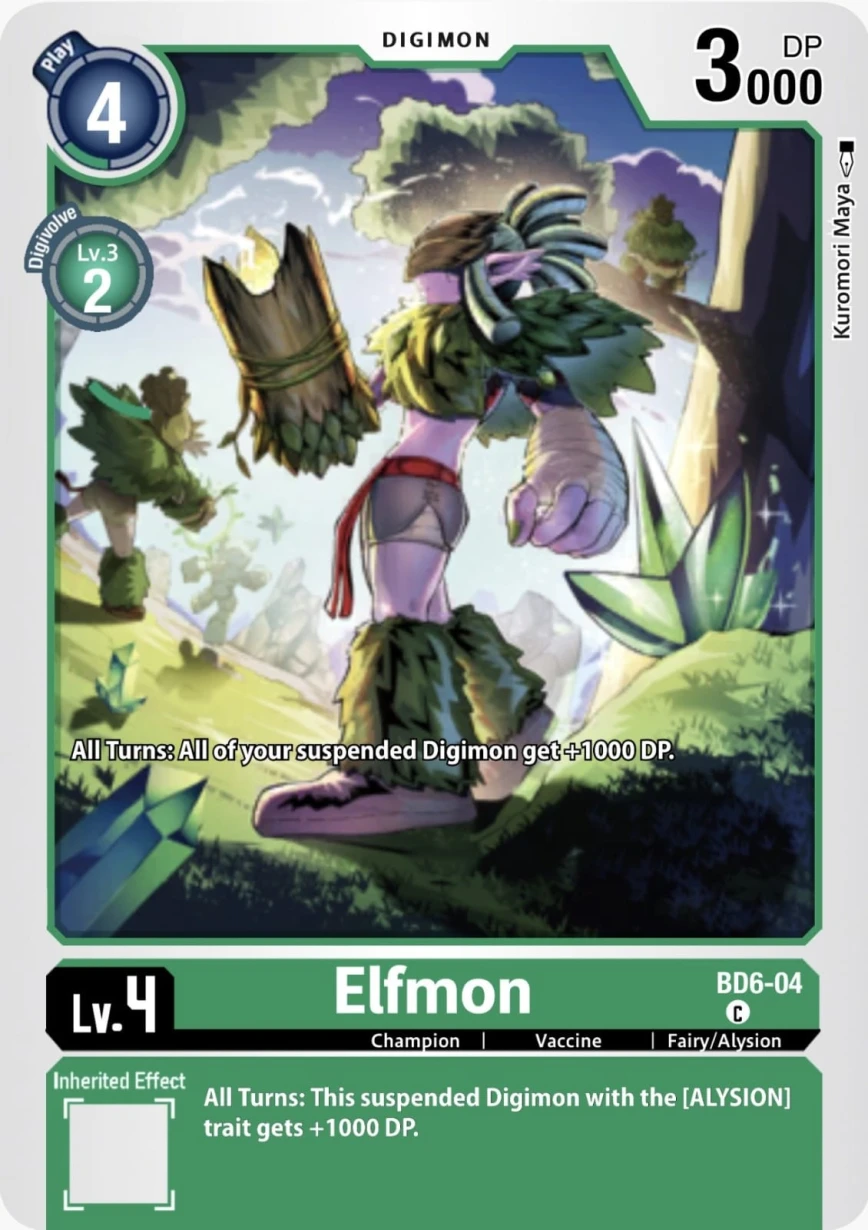 DIGIMON
Play
4
3000
DP
Digivolve
Lv.3
2
Kuromori Maya
All Turns: All of your suspended Digimon get +1000 DP.
Lv.4
Elfmon
BD6-04
C
Champion | Vaccine | Fairy/Alysion
Inherited Effect
All Turns: This suspended Digimon with the [ALYSION]
trait gets +1000 DP.